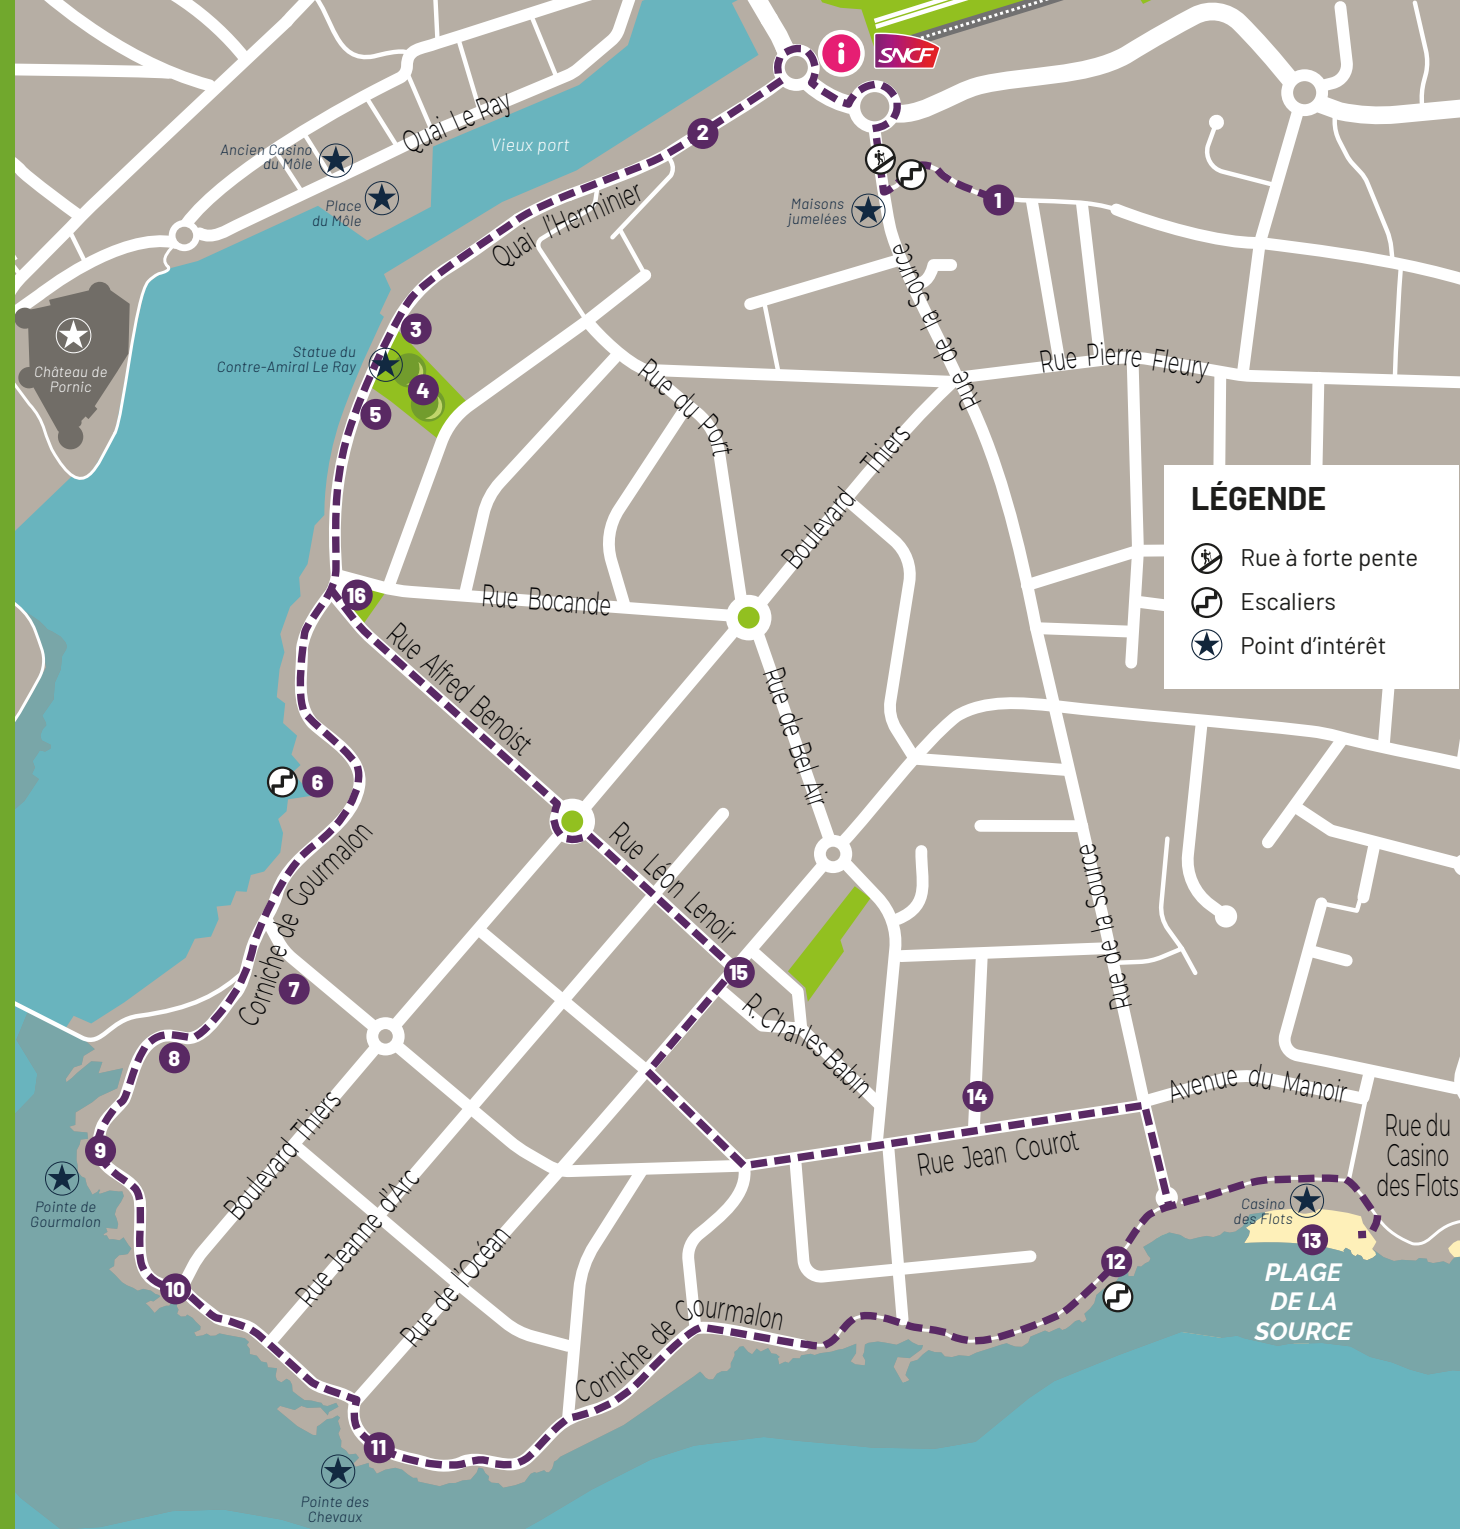 i
SNCF
Quai Le Ray
Vieux port
Ancien Casino
du Môle
Place
du Môle
2
1
Maisons
jumelées
Quai l'Herminier
Rue de la Source
Château de
Pornic
Statue du
Contre-Amiral Le Ray
3
4
5
Rue du Port
Rue Pierre Fleury
Boulevard Thiers
LÉGENDE
Rue à forte pente
Escaliers
Point d'intérêt
16
Rue Bocande
Rue Alfred Benoist
Rue de Bel Air
6
Corniche de Gourmalon
Rue Léon Lenoir
Rue de la Source
15
7
R. Charles Babin
8
14
Avenue du Manoir
Rue Jean Courot
Rue du
Casino
des Flots
9
Pointe de
Gourmalon
Boulevard Thiers
Rue Jeanne d'Arc
Rue de l'Océan
10
Casino
des Flots
13
12
PLAGE
DE LA
SOURCE
Corniche de Gourmalon
11
Pointe des
Chevaux